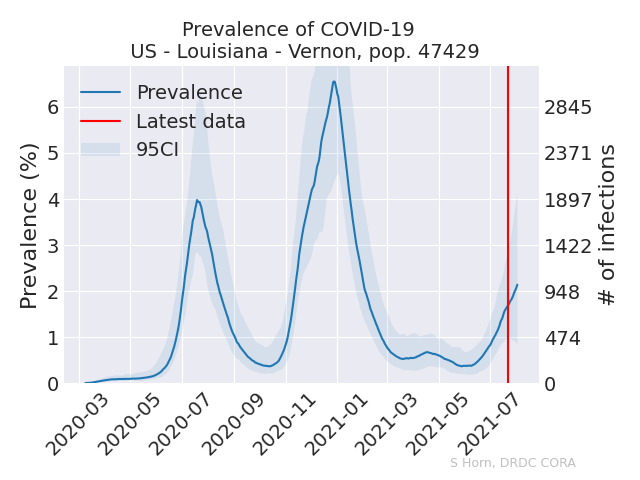 Prevalence of COVID-19
US - Louisiana - Vernon, pop. 47429
Prevalence
Latest data
95CI
Prevalence (%)
6
5
4
3
2
1
0
2845
2371
1897
1422
948
474
0
# of infections
2020-03
2020-05
2020-07
2020-09
2020-11
2021-01
2021-03
2021-05
2021-07
S Horn, DRDC CORA